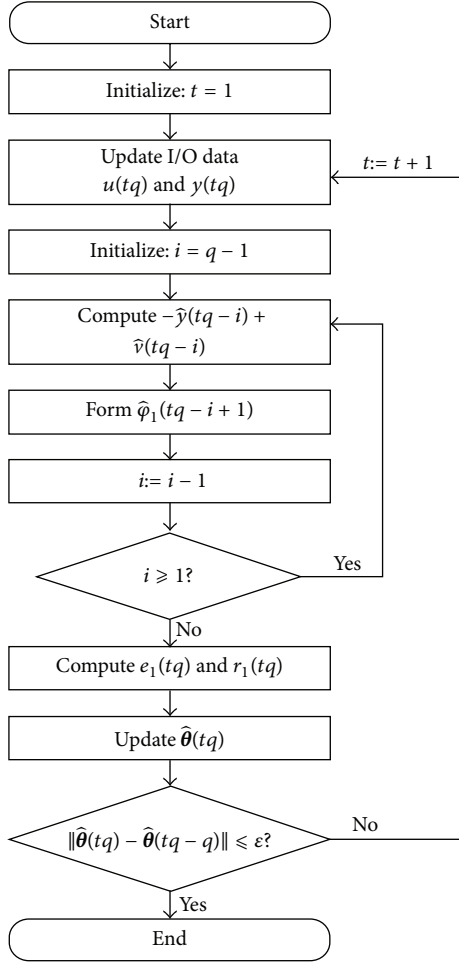 Start
Initialize: t = 1
Update I/O data
u(tq) and y(tq)
t:= t + 1
Initialize: i = q − 1
Compute −ŷ(tq − i) +
v̂(tq − i)
Form φ̂₁(tq − i + 1)
i:= i − 1
i ⩾ 1?
Yes
No
Compute e₁(tq) and r₁(tq)
Update θ̂(tq)
‖θ̂(tq) − θ̂(tq − q)‖ ⩽ ε?
No
Yes
End